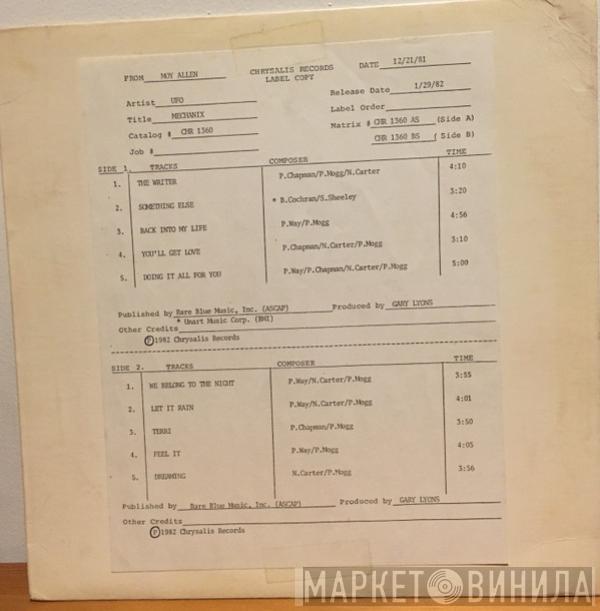 FROM MOY ALLEN CHRYSALIS RECORDS DATE 12/21/81
LABEL COPY
Artist UFO Release Date 1/29/82
Title MECHANIX Label Order
Catalog # CHR 1360 Matrix # CHR 1360 AS (Side A)
Job # CHR 1360 BS ( Side B)
SIDE 1. TRACKS COMPOSER TIME
1. THE WRITER P.Chapman/P.Mogg/N.Carter 4:10
2. SOMETHING ELSE * B.Cochran/S.Sheeley 3:20
3. BACK INTO MY LIFE P.Way/P.Mogg 4:56
4. YOU'LL GET LOVE P.Chapman/N.Carter/P.Mogg 3:10
5. DOING IT ALL FOR YOU P.Way/P.Chapman/N.Carter/P.Mogg 5:00
Published by Rare Blue Music, Inc. (ASCAP) Produced by GARY LYONS
* Unart Music Corp. (BMI)
Other Credits
Ⓟ1982 Chrysalis Records
SIDE 2. TRACKS COMPOSER TIME
1. WE BELONG TO THE NIGHT P.Way/N.Carter/P.Mogg 3:55
2. LET IT RAIN P.Way/N.Carter/P.Mogg 4:01
3. TERRI P.Chapman/P.Mogg 3:50
4. FEEL IT P.Way/P.Mogg 4:05
5. DREAMING N.Carter/P.Mogg 3:56
Published by Rare Blue Music, Inc. (ASCAP) Produced by GARY LYONS
Other Credits
Ⓟ1982 Chrysalis Records
МАРКЕТ ВИНИЛА